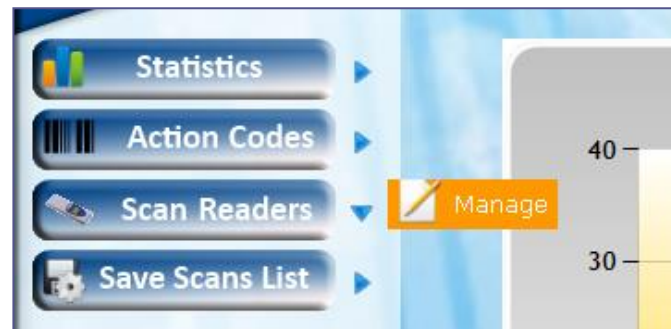 Statistics
Action Codes
Scan Readers
Manage
Save Scans List
40
30